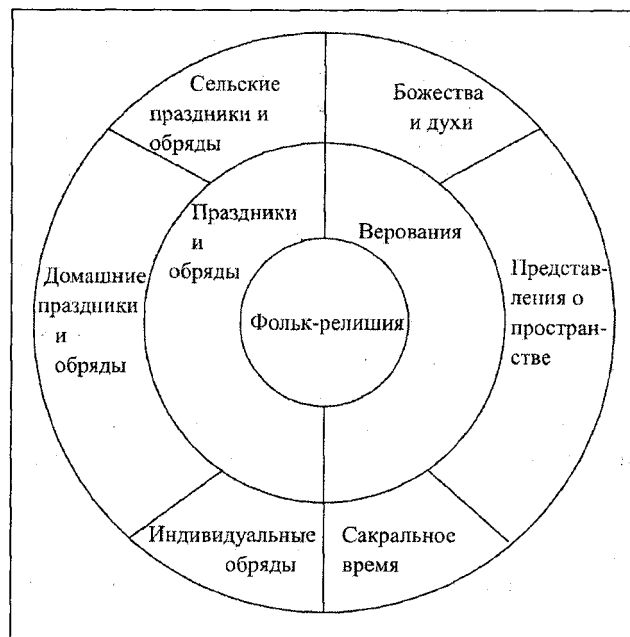 Сельские
праздники и
обряды
Божества
и духи
Праздники
и
обряды
Верования
Домашние
праздники
и
обряды
Фольк-релишия
Представ-
ления о
простран-
стве
Индивидуальные
обряды
Сакральное
время